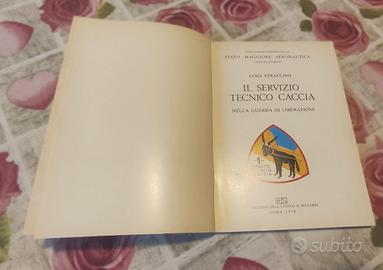 STATO MAGGIORE AERONAUTICA
LUIGI STRAULINO
IL SERVIZIO
TECNICO CACCIA
NELLA GUERRA DI LIBERAZIONE
ROMA 1978
subito